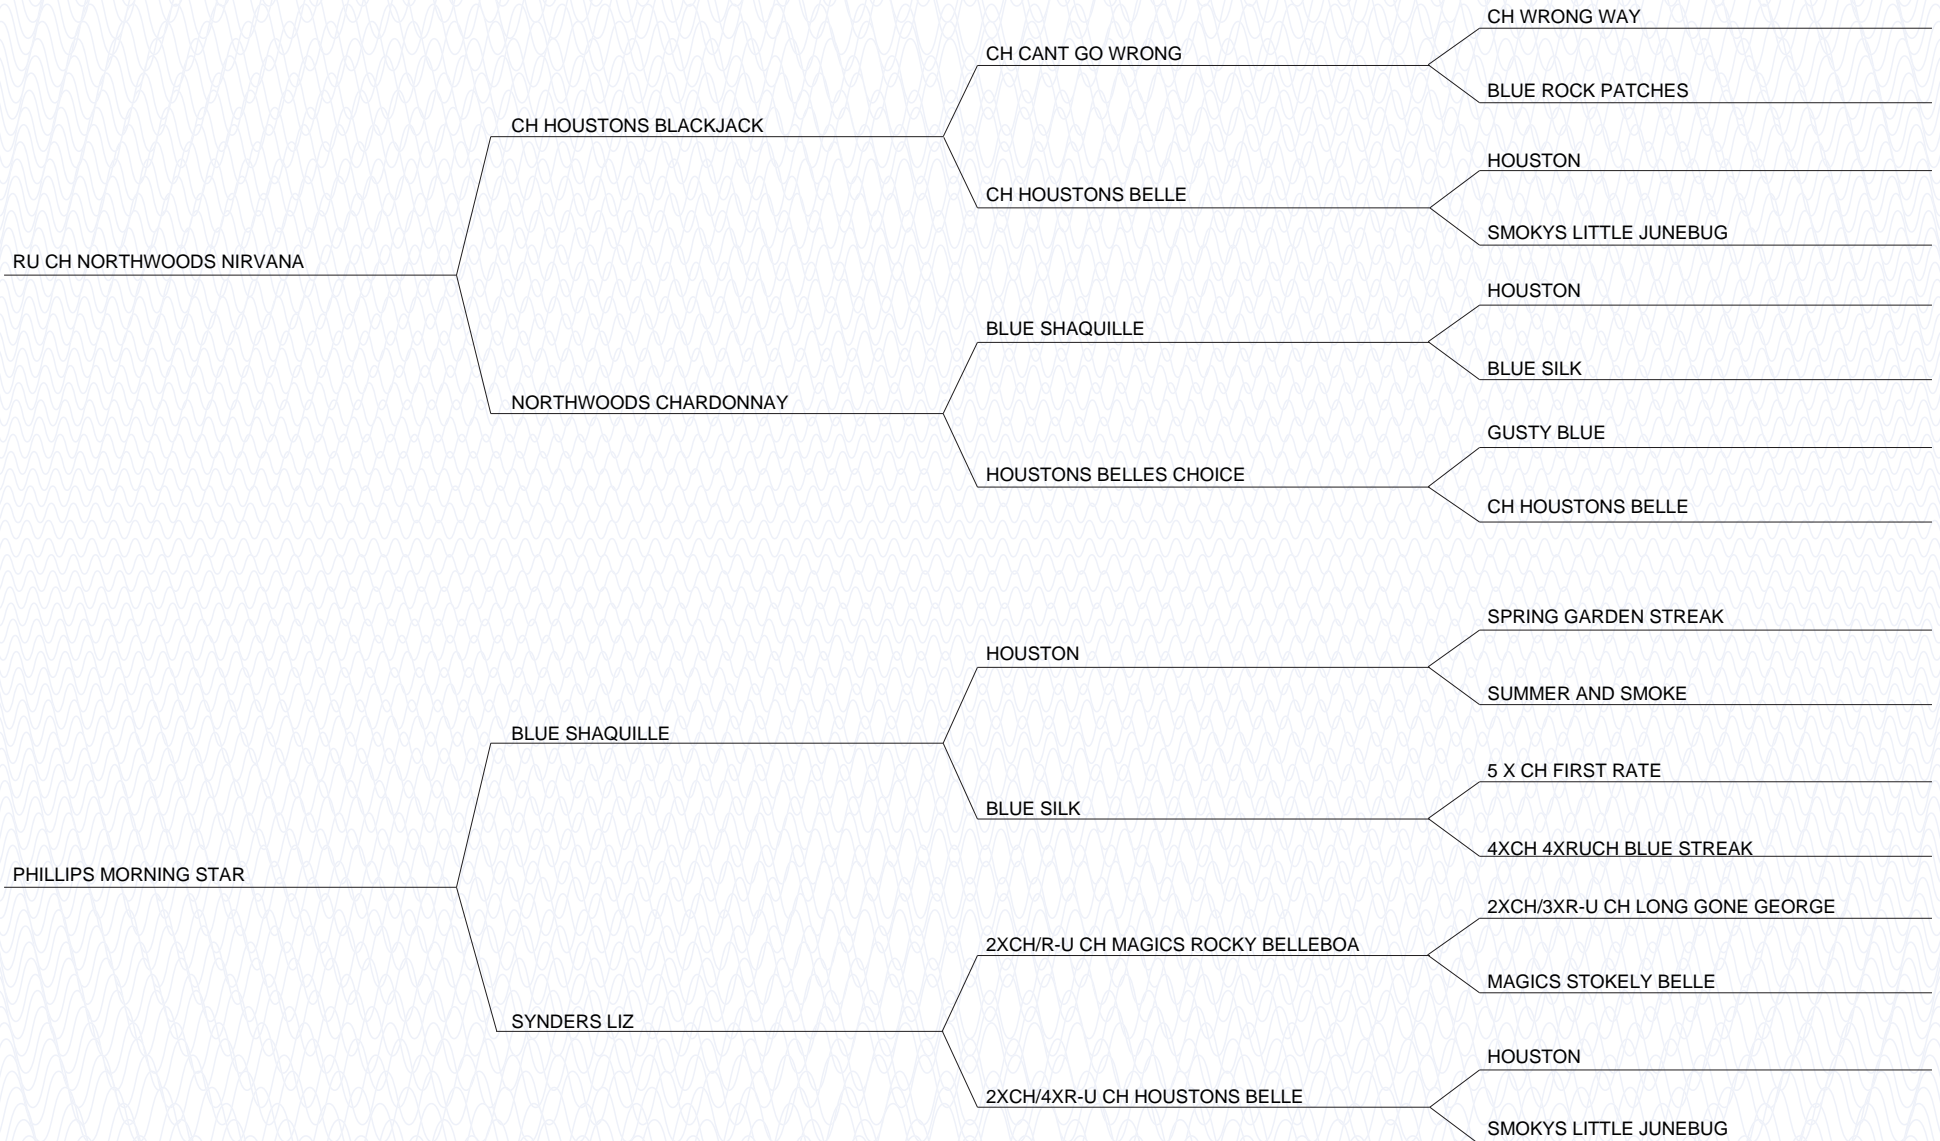 CH WRONG WAY
CH CANT GO WRONG
BLUE ROCK PATCHES
CH HOUSTONS BLACKJACK
HOUSTON
CH HOUSTONS BELLE
SMOKYS LITTLE JUNEBUG
RU CH NORTHWOODS NIRVANA
HOUSTON
BLUE SHAQUILLE
BLUE SILK
NORTHWOODS CHARDONNAY
GUSTY BLUE
HOUSTONS BELLES CHOICE
CH HOUSTONS BELLE
SPRING GARDEN STREAK
HOUSTON
SUMMER AND SMOKE
BLUE SHAQUILLE
5 X CH FIRST RATE
BLUE SILK
4XCH 4XRUCH BLUE STREAK
PHILLIPS MORNING STAR
2XCH/3XR-U CH LONG GONE GEORGE
2XCH/R-U CH MAGICS ROCKY BELLEBOA
MAGICS STOKELY BELLE
SYNDERS LIZ
HOUSTON
2XCH/4XR-U CH HOUSTONS BELLE
SMOKYS LITTLE JUNEBUG